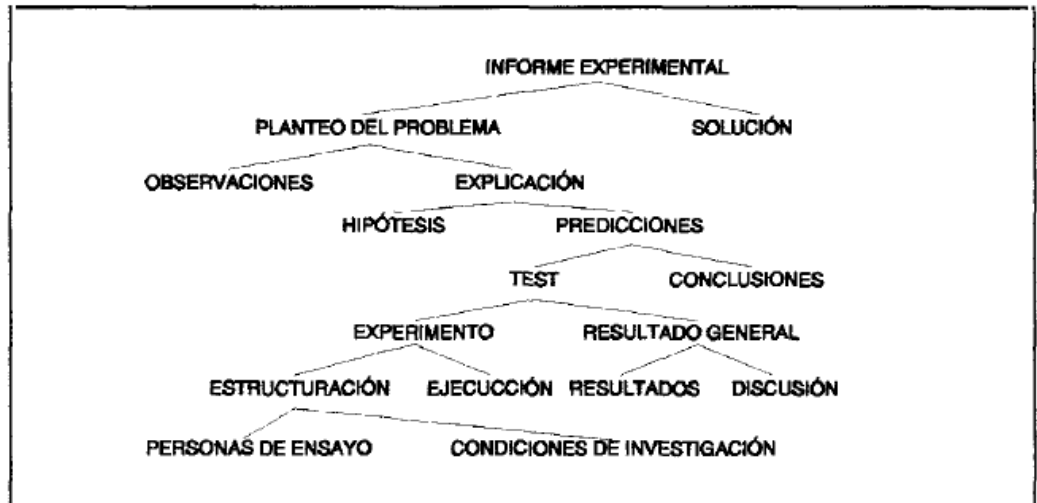 INFORME EXPERIMENTAL
PLANTEO DEL PROBLEMA SOLUCIÓN
OBSERVACIONES EXPLICACIÓN
HIPÓTESIS PREDICCIONES
TEST CONCLUSIONES
EXPERIMENTO RESULTADO GENERAL
ESTRUCTURACIÓN EJECUCCIÓN RESULTADOS DISCUSIÓN
PERSONAS DE ENSAYO CONDICIONES DE INVESTIGACIÓN